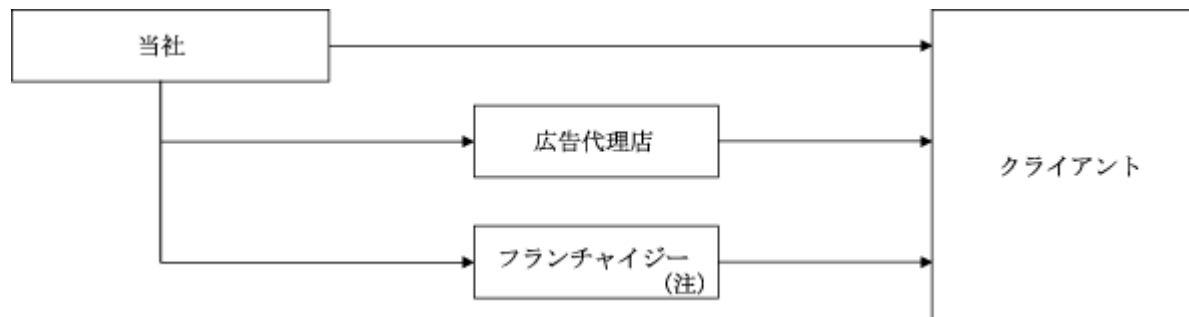 当社
広告代理店
クライアント
フランチャイジー
(注)